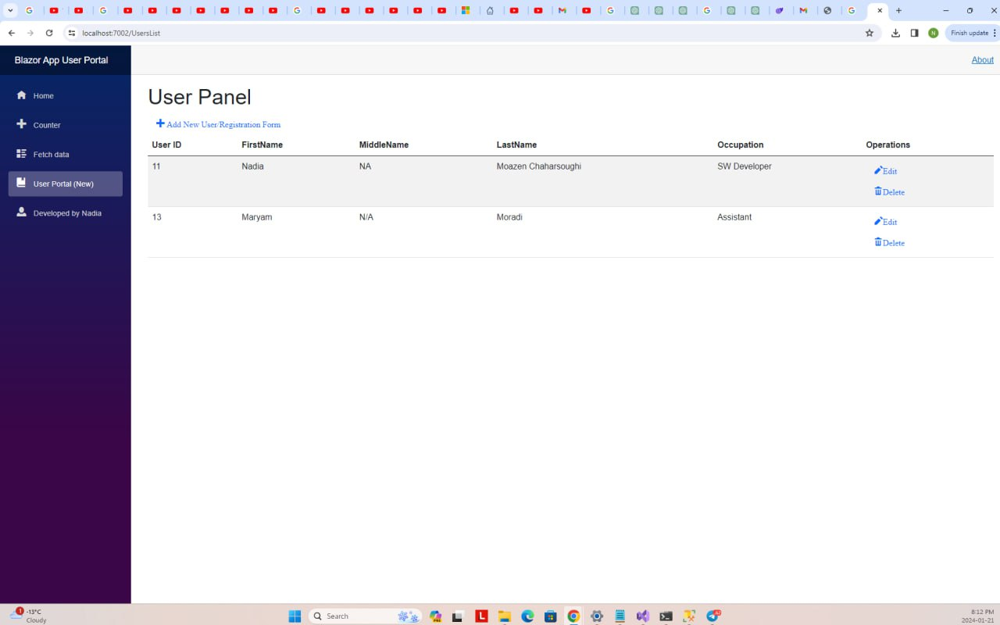 localhost:7002/UsersList
Finish update
Blazor App User Portal
About
Home
Counter
Fetch data
User Portal (New)
Developed by Nadia
User Panel
Add New User/Registration Form
User ID FirstName MiddleName LastName Occupation Operations
11 Nadia NA Moazen Chaharsoughi SW Developer Edit
Delete
13 Maryam N/A Moradi Assistant Edit
Delete
1 -13°C
Cloudy
Search
8:12 PM
2024-01-21